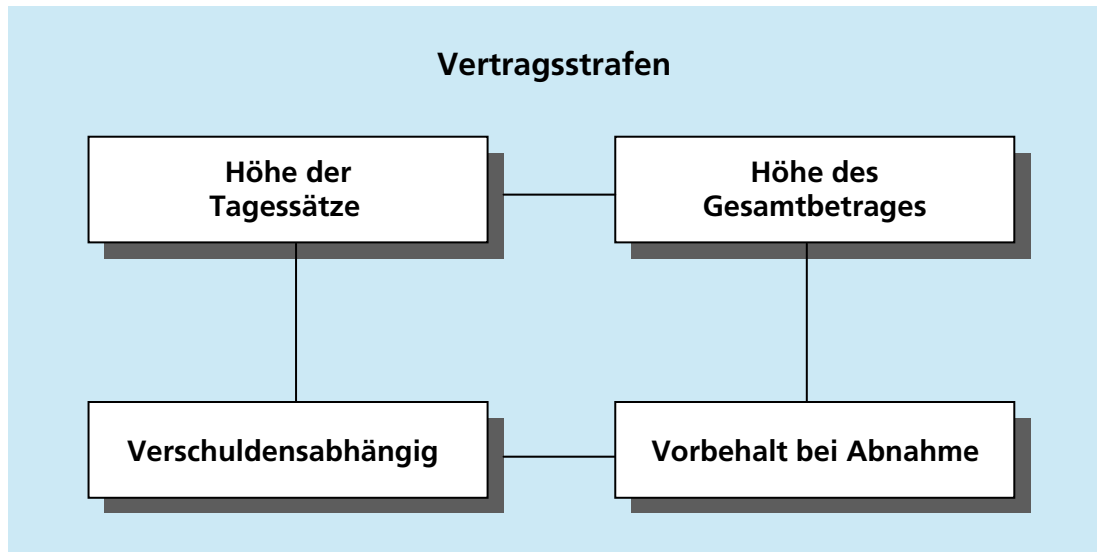 Vertragsstrafen
Höhe der
Tagessätze
Höhe des
Gesamtbetrages
Verschuldensabhängig
Vorbehalt bei Abnahme